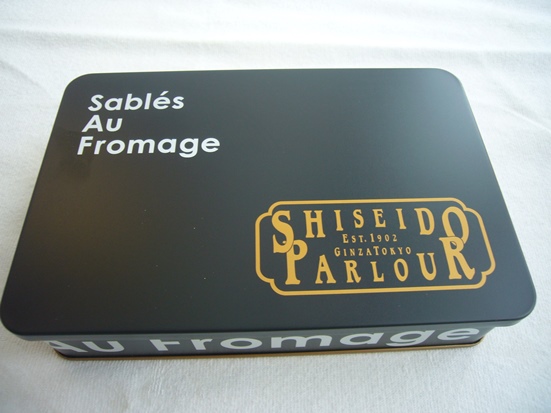 Sablés
Au
Fromage
SHISEIDO
EST. 1902
GINZA TOKYO
PARLOUR
Au Fromage